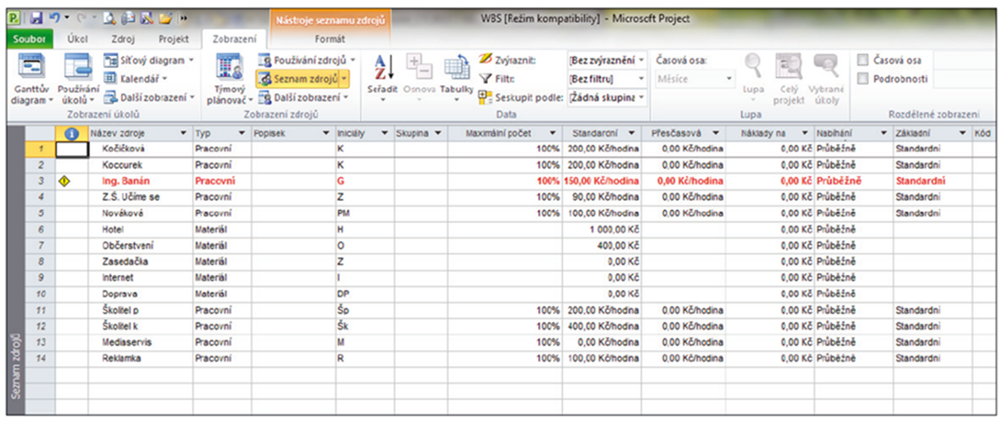 Nástroje seznamu zdrojů WBS [Režim kompatibility] - Microsoft Project
Soubor Úkol Zdroj Projekt Zobrazení Formát
Síťový diagram Používání zdrojů Zvýraznit: [Bez zvýraznění Časová osa: Časová osa
Kalendář Seznam zdrojů Filtr: [Bez filtru] Měsíce Podrobnosti
Ganttův diagram Používání úkolů Další zobrazení Týmový plánovač Další zobrazení Seřadit Osnova Tabulky Seskupit podle: [Žádná skupina Lupa Celý projekt Vybrané úkoly
Zobrazení úkolů Zobrazení zdrojů Data Lupa Rozdělené zobrazení
Název zdroje Typ Popisek Iniciály Skupina Maximální počet Standardní Přesčasová Náklady na Nabíhání Základní Kód
1 Kočičková Pracovní K 100% 200,00 Kč/hodina 0,00 Kč/hodina 0,00 Kč Průběžně Standardní
2 Koccurek Pracovní K 100% 200,00 Kč/hodina 0,00 Kč/hodina 0,00 Kč Průběžně Standardní
3 Ing. Banán Pracovní G 100% 150,00 Kč/hodina 0,00 Kč/hodina 0,00 Kč Průběžně Standardní
4 Z.Š. Učíme se Pracovní Z 100% 90,00 Kč/hodina 0,00 Kč/hodina 0,00 Kč Průběžně Standardní
5 Nováková Pracovní PM 100% 100,00 Kč/hodina 0,00 Kč/hodina 0,00 Kč Průběžně Standardní
6 Hotel Materiál H 1 000,00 Kč 0,00 Kč Průběžně
7 Občerstvení Materiál O 400,00 Kč 0,00 Kč Průběžně
8 Zasedačka Materiál Z 0,00 Kč 0,00 Kč Průběžně
9 Internet Materiál I 0,00 Kč 0,00 Kč Průběžně
10 Doprava Materiál DP 0,00 Kč 0,00 Kč Průběžně
11 Školitel p Pracovní Šp 100% 200,00 Kč/hodina 0,00 Kč/hodina 0,00 Kč Průběžně Standardní
12 Školitel k Pracovní Šk 100% 400,00 Kč/hodina 0,00 Kč/hodina 0,00 Kč Průběžně Standardní
13 Mediaservis Pracovní M 100% 0,00 Kč/hodina 0,00 Kč/hodina 0,00 Kč Průběžně Standardní
14 Reklamka Pracovní R 100% 100,00 Kč/hodina 0,00 Kč/hodina 0,00 Kč Průběžně Standardní
Seznam zdrojů